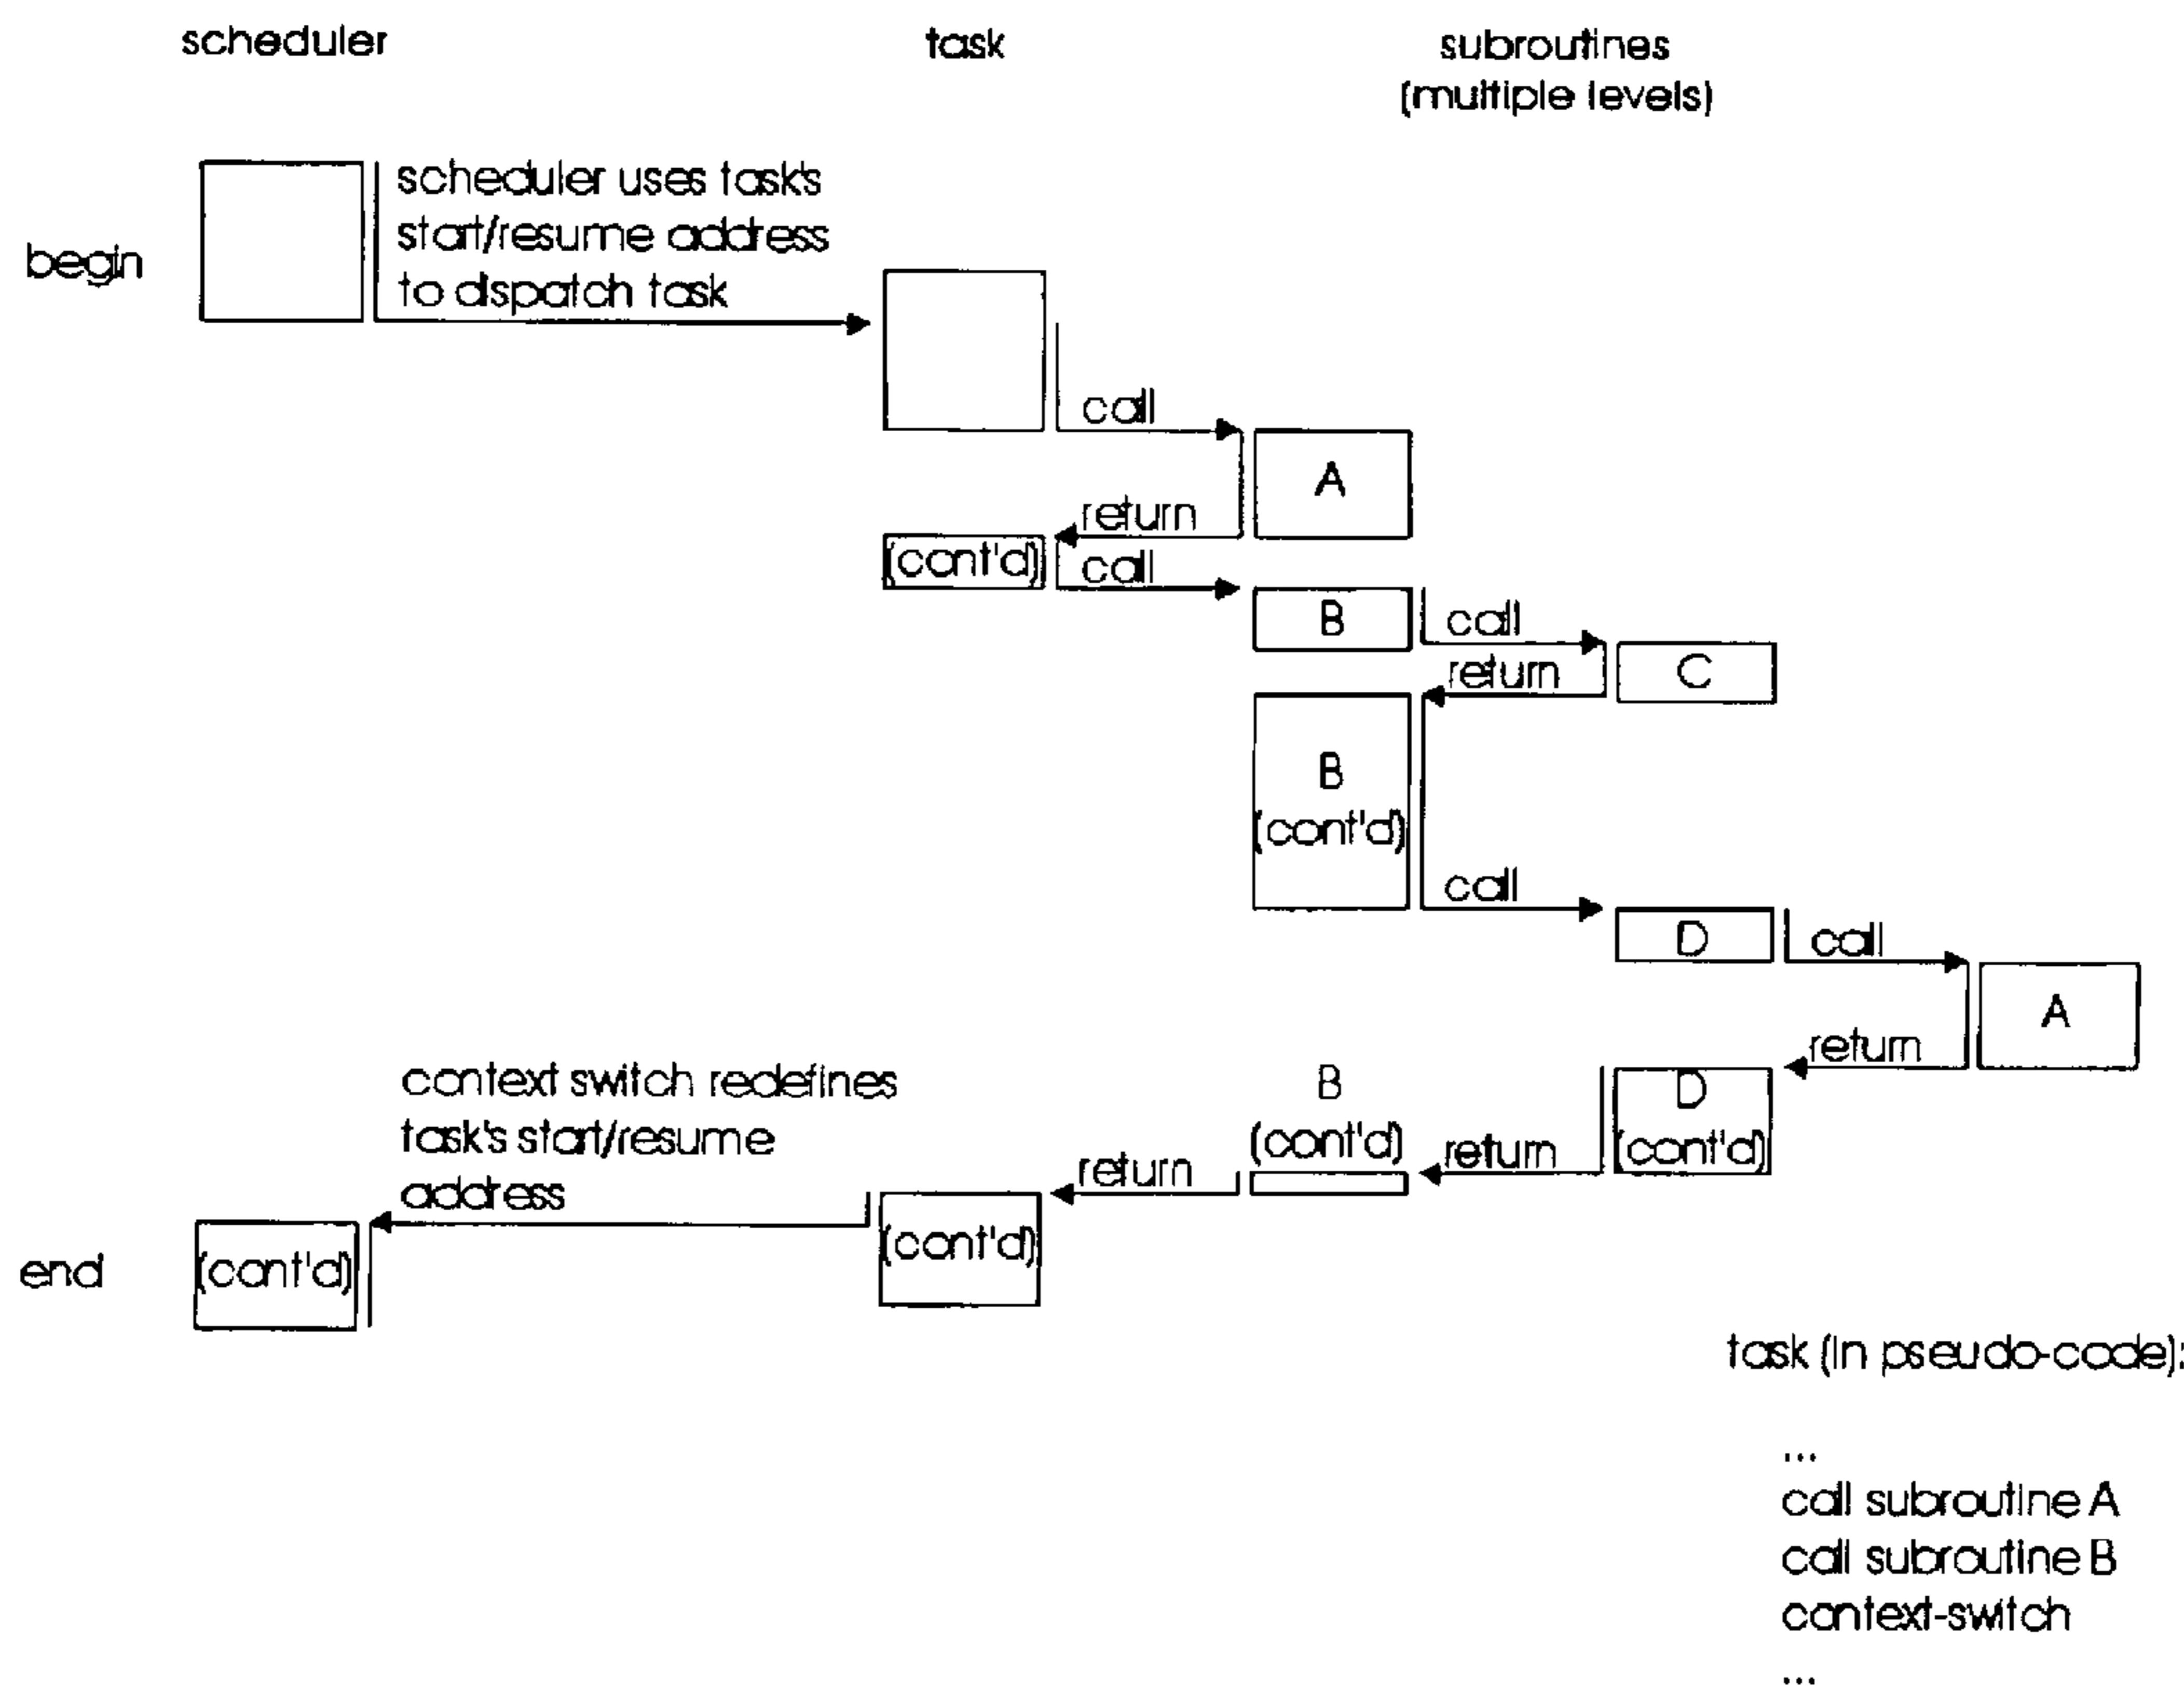 scheduler
task
subroutines
(multiple levels)
scheduler uses task's
start/resume address
to dispatch task
begin
call
A
return
(cont'd)
call
B
call
return
C
B
(cont'd)
call
D
call
A
return
context switch redefines
task's start/resume
address
B
(cont'd)
D
(cont'd)
return
return
(cont'd)
end
(cont'd)
task (in pseudo-code):
...
call subroutine A
call subroutine B
context-switch
...